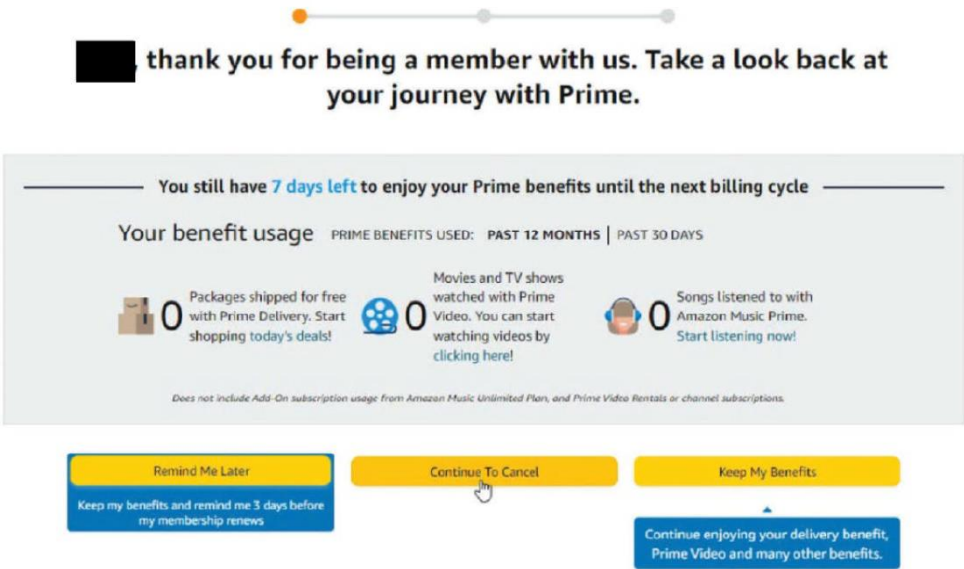 , thank you for being a member with us. Take a look back at
your journey with Prime.
You still have 7 days left to enjoy your Prime benefits until the next billing cycle
Your benefit usage PRIME BENEFITS USED: PAST 12 MONTHS | PAST 30 DAYS
0
Packages shipped for free
with Prime Delivery. Start
shopping today's deals!
0
Movies and TV shows
watched with Prime
Video. You can start
watching videos by
clicking here!
0
Songs listened to with
Amazon Music Prime.
Start listening now!
Does not include Add-On subscription usage from Amazon Music Unlimited Plan, and Prime Video Rentals or channel subscriptions.
Remind Me Later
Keep my benefits and remind me 3 days before
my membership renews
Continue To Cancel
Keep My Benefits
Continue enjoying your delivery benefit,
Prime Video and many other benefits.